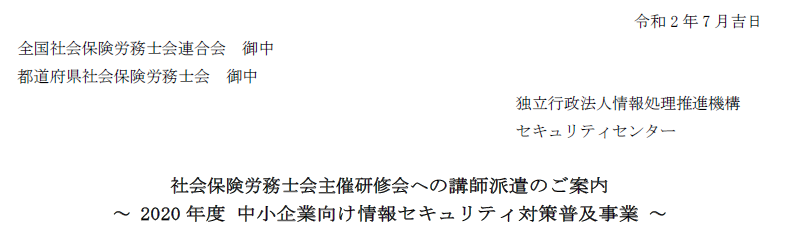 令和2年7月吉日
全国社会保険労務士会連合会　御中
都道府県社会保険労務士会　御中
独立行政法人情報処理推進機構
セキュリティセンター
社会保険労務士会主催研修会への講師派遣のご案内
～ 2020年度 中小企業向け情報セキュリティ対策普及事業 ～